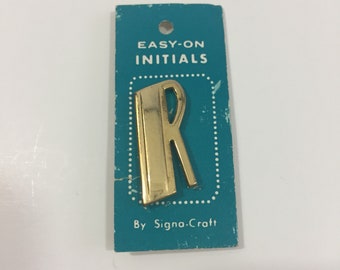 EASY-ON
INITIALS
R
By Signa-Craft